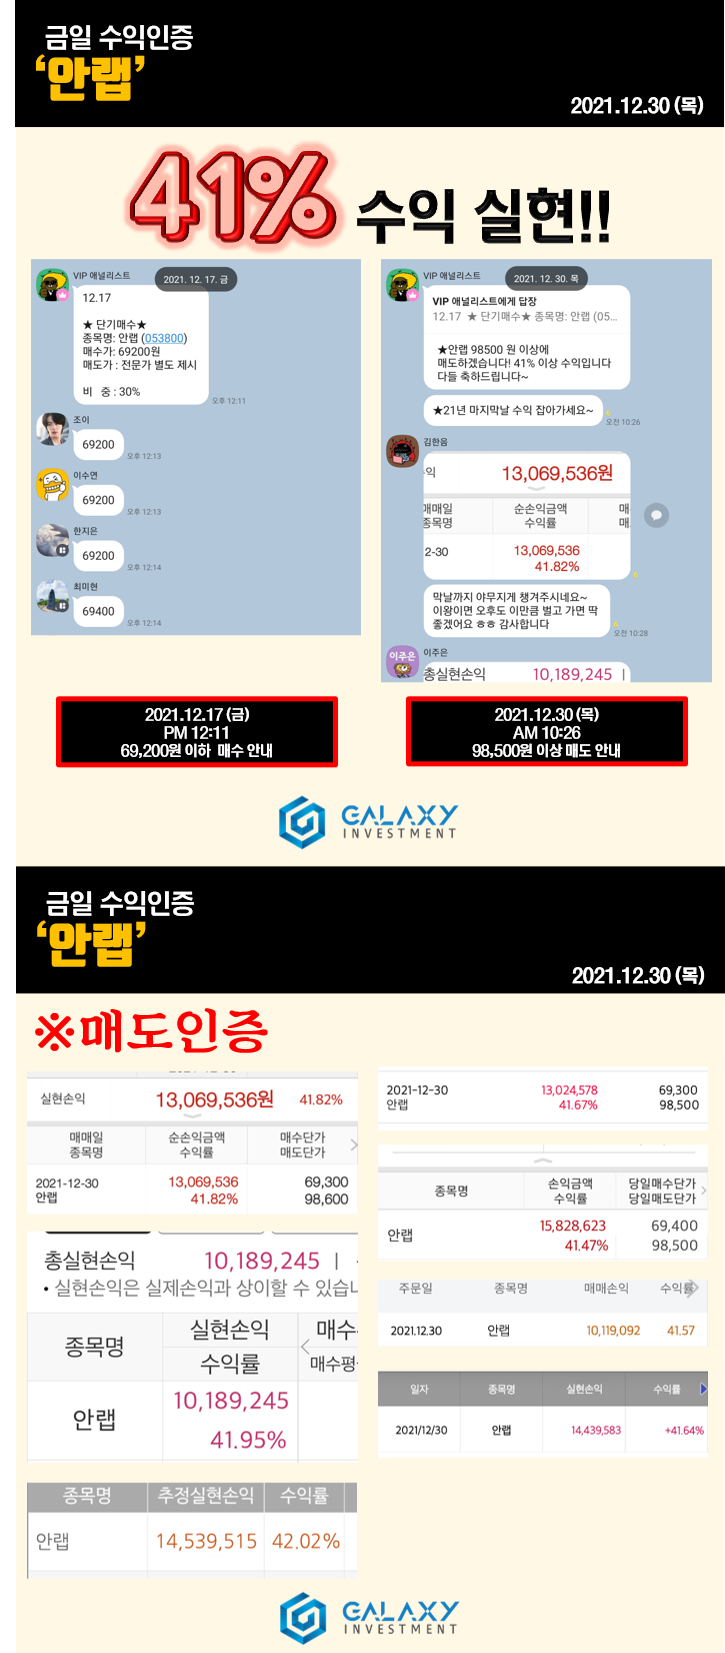 금일 수익인증
‘안랩’
2021.12.30 (목)
41% 수익 실현!!
VIP 애널리스트
2021. 12. 17. 금
12.17
★ 단기매수★
종목명: 안랩 (053800)
매수가: 69200원
매도가 : 전문가 별도 제시
비 중 : 30%
오후 12:11
조이
69200
오후 12:13
이수연
69200
오후 12:13
한지은
69200
오후 12:14
최미현
69400
오후 12:14
VIP 애널리스트
2021. 12. 30. 목
VIP 애널리스트에게 답장
12.17 ★ 단기매수★ 종목명: 안랩 (05...
★안랩 98500 원 이상에
매도하겠습니다! 41% 이상 수익입니다
다들 축하드립니다~
★21년 마지막날 수익 잡아가세요~
오전 10:26
김한음
익 13,069,536원
매매일 순손익금액 매
종목명 수익률 매
2-30 13,069,536
41.82%
막날까지 야무지게 챙겨주시네요~
이왕이면 오후도 이만큼 벌고 가면 딱
좋겠어요 ㅎㅎ 감사합니다
오전 10:28
이주은
이주은
총실현손익 10,189,245
2021.12.17 (금)
PM 12:11
69,200원 이하 매수 안내
2021.12.30 (목)
AM 10:26
98,500원 이상 매도 안내
GALAXY
INVESTMENT
금일 수익인증
‘안랩’
2021.12.30 (목)
※매도인증
실현손익 13,069,536원 41.82%
매매일 순손익금액 매수단가
종목명 수익률 매도단가
2021-12-30 13,069,536 69,300
안랩 41.82% 98,600
총실현손익 10,189,245
• 실현손익은 실제손익과 상이할 수 있습니
종목명 실현손익 매수
수익률 매수평
안랩 10,189,245
41.95%
종목명 추정실현손익 수익률
안랩 14,539,515 42.02%
2021-12-30 13,024,578 69,300
안랩 41.67% 98,500
종목명 손익금액 당일매수단가
수익률 당일매도단가
안랩 15,828,623 69,400
41.47% 98,500
주문일 종목명 매매손익 수익률
2021.12.30 안랩 10,119,092 41.57
일자 종목명 실현손익 수익률
2021/12/30 안랩 14,439,583 +41.64%
GALAXY
INVESTMENT